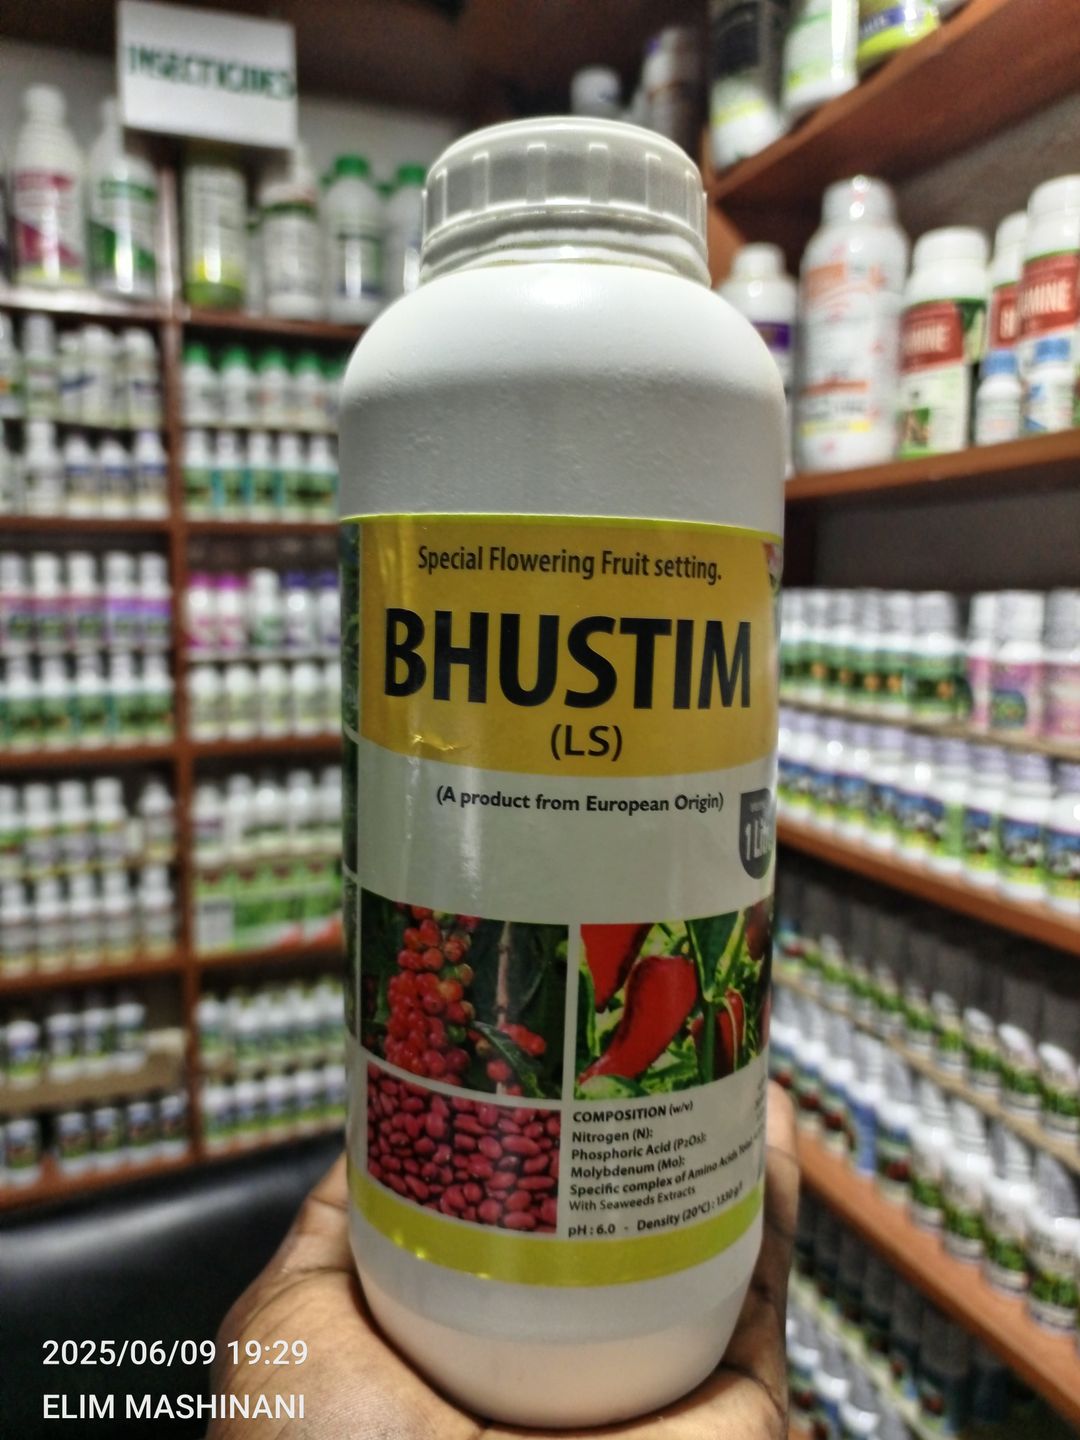 INSECTICIDES
Special Flowering Fruit setting.
BHUSTIM
(LS)
(A product from European Origin)
1
COMPOSITION (w/v)
Nitrogen (N):
Phosphoric Acid (P₂O₅):
Molybdenum (Mo):
Specific complex of Amino Acids
With Seaweeds Extracts
pH : 6.0 - Density (20°C) : 1330 g/l
2025/06/09 19:29
ELIM MASHINANI